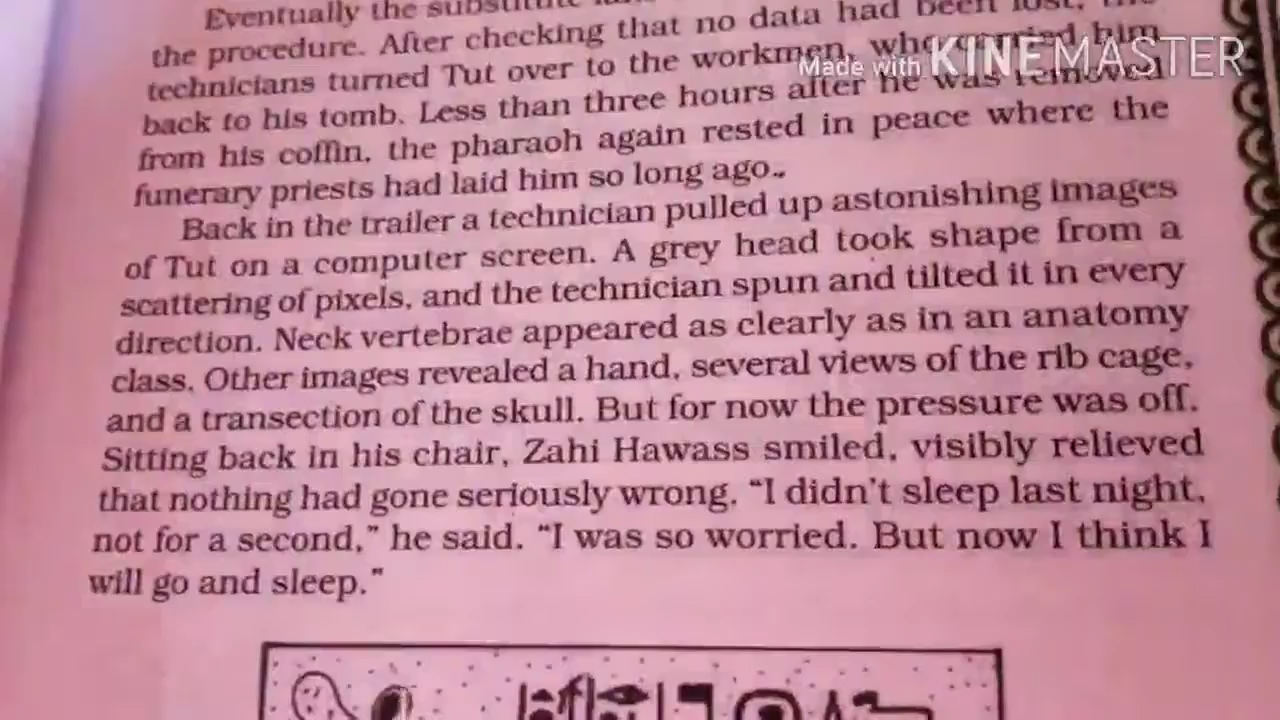 Eventually the substitute
the procedure. After checking that no data had been lost, the
technicians turned Tut over to the workmen, who carried him
back to his tomb. Less than three hours after he was removed
from his coffin, the pharaoh again rested in peace where the
funerary priests had laid him so long ago..
Back in the trailer a technician pulled up astonishing images
of Tut on a computer screen. A grey head took shape from a
scattering of pixels, and the technician spun and tilted it in every
direction. Neck vertebrae appeared as clearly as in an anatomy
class. Other images revealed a hand, several views of the rib cage,
and a transection of the skull. But for now the pressure was off.
Sitting back in his chair, Zahi Hawass smiled, visibly relieved
that nothing had gone seriously wrong. “I didn't sleep last night,
not for a second,” he said. “I was so worried. But now I think I
will go and sleep.”
Made with KINEMASTER